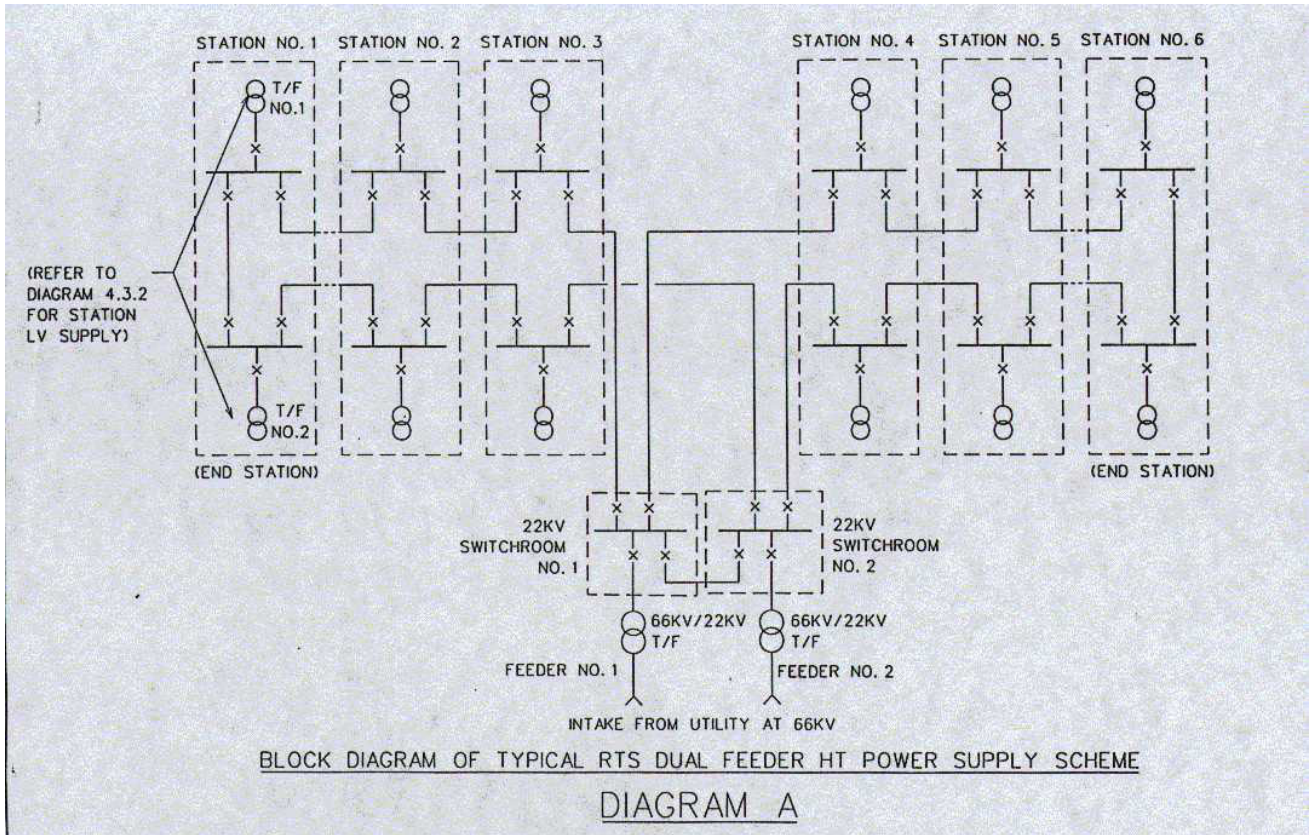 STATION NO. 1
STATION NO. 2
STATION NO. 3
STATION NO. 4
STATION NO. 5
STATION NO. 6
T/F
NO.1
(REFER TO
DIAGRAM 4.3.2
FOR STATION
LV SUPPLY)
T/F
NO.2
(END STATION)
(END STATION)
22KV
SWITCHROOM
NO. 1
22KV
SWITCHROOM
NO. 2
66KV/22KV
T/F
66KV/22KV
T/F
FEEDER NO. 1
FEEDER NO. 2
INTAKE FROM UTILITY AT 66KV
BLOCK DIAGRAM OF TYPICAL RTS DUAL FEEDER HT POWER SUPPLY SCHEME
DIAGRAM A